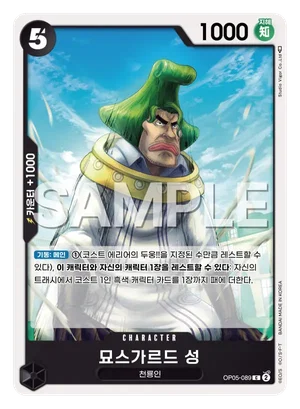 5
1000
지혜
知
카운터 +1000
SAMPLE
기동: 메인 ①(코스트 에리어의 두웅!!을 지정된 수만큼 레스트할 수
있다), 이 캐릭터와 자신의 캐릭터 1장을 레스트할 수 있다: 자신의
트래시에서 코스트 1인 흑색 캐릭터 카드를 1장까지 패에 더한다.
CHARACTER
묘스가르드 성
천룡인
OP05-089 C 2
BANDAI MADE IN KOREA